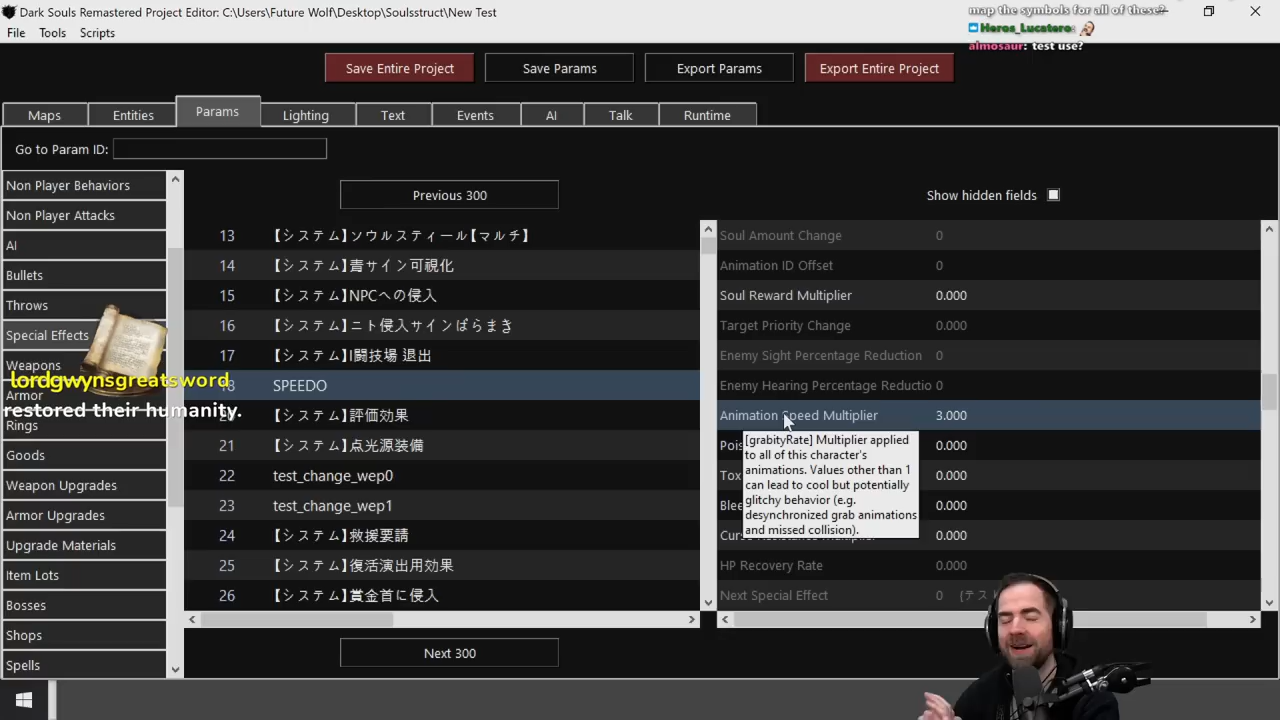 Dark Souls Remastered Project Editor: C:\Users\Future Wolf\Desktop\Soulsstruct\New Test
map the symbols for all of these?
Heros_Lucatero:
almosaur: test use?
File Tools Scripts
Save Entire Project Save Params Export Params Export Entire Project
Maps Entities Params Lighting Text Events AI Talk Runtime
Go to Param ID:
Non Player Behaviors
Non Player Attacks
AI
Bullets
Throws
Special Effects
Weapons
Armor
Rings
Goods
Weapon Upgrades
Armor Upgrades
Upgrade Materials
Item Lots
Bosses
Shops
Spells
lordgwynsgreatsword
restored their humanity.
Previous 300
13 【システム】ソウルスティール【マルチ】
14 【システム】青サイン可視化
15 【システム】NPCへの侵入
16 【システム】ニト侵入サインばらまき
17 【システム】闘技場 退出
SPEEDO
【システム】評価効果
21 【システム】点光源装備
22 test_change_wep0
23 test_change_wep1
24 【システム】救援要請
25 【システム】復活演出用効果
26 【システム】賞金首に侵入
Next 300
Show hidden fields
Soul Amount Change 0
Animation ID Offset 0
Soul Reward Multiplier 0.000
Target Priority Change 0.000
Enemy Sight Percentage Reduction 0
Enemy Hearing Percentage Reductio 0
Animation Speed Multiplier 3.000
0.000
0.000
0.000
0.000
HP Recovery Rate 0.000
Next Special Effect 0
[grabityRate] Multiplier applied
to all of this character's
animations. Values other than 1
can lead to cool but potentially
glitchy behavior (e.g.
desynchronized grab animations
and missed collision).